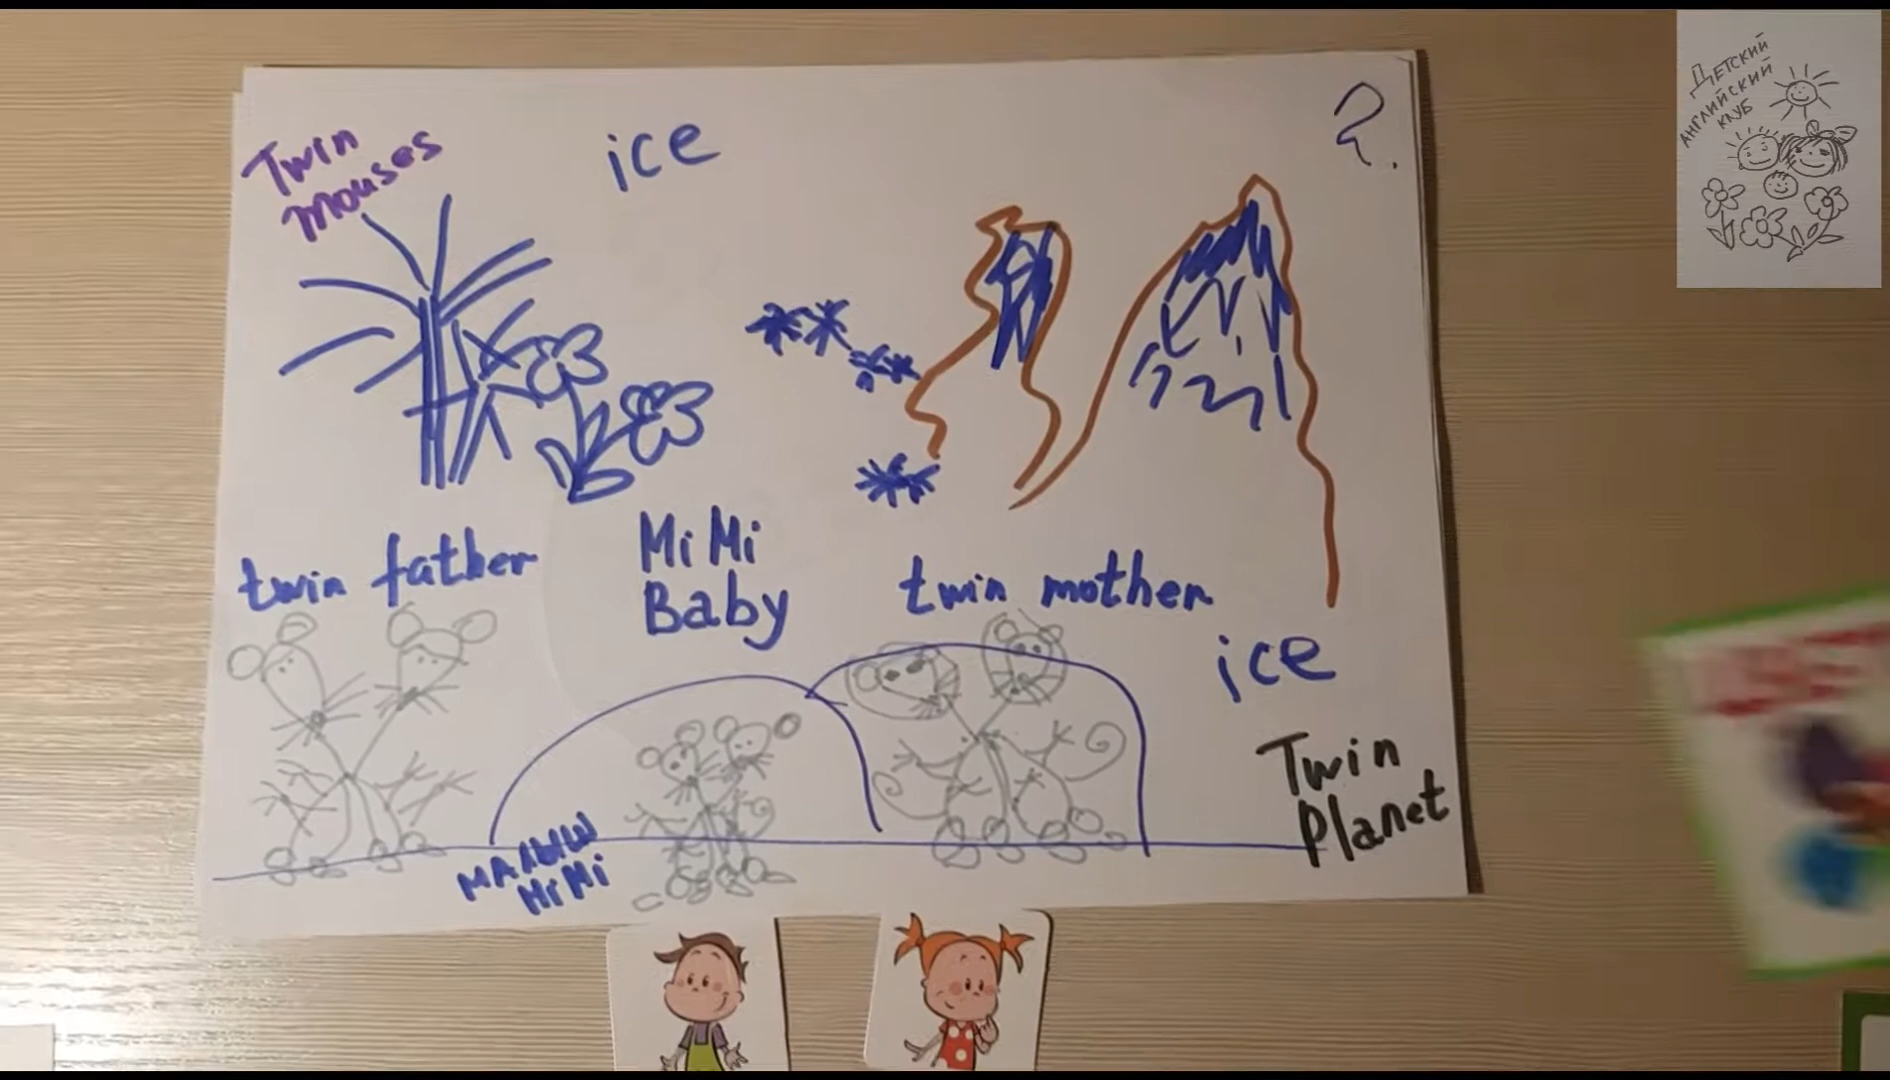 Twin
mouses
ice
?
ДЕТСКИЙ
АНГЛИЙСКИЙ
КЛУБ
twin father
MiMi
Baby
twin mother
ice
Twin
Planet
МАЛЫШ
MiMi